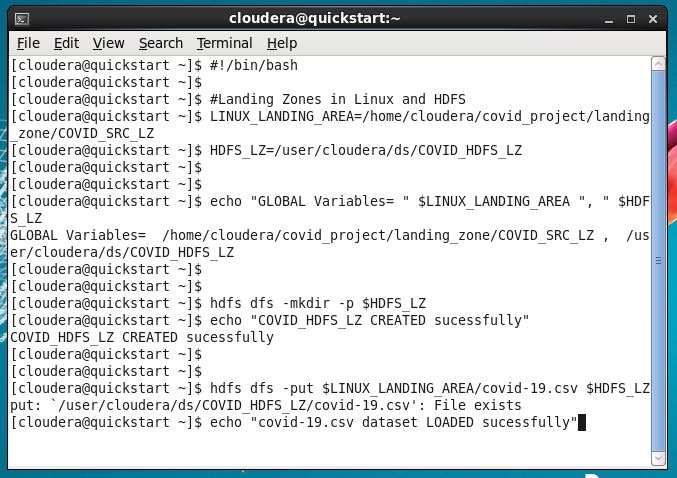 cloudera@quickstart:~
File Edit View Search Terminal Help
[cloudera@quickstart ~]$ #!/bin/bash
[cloudera@quickstart ~]$
[cloudera@quickstart ~]$ #Landing Zones in Linux and HDFS
[cloudera@quickstart ~]$ LINUX_LANDING_AREA=/home/cloudera/covid_project/landing
_zone/COVID_SRC_LZ
[cloudera@quickstart ~]$ HDFS_LZ=/user/cloudera/ds/COVID_HDFS_LZ
[cloudera@quickstart ~]$
[cloudera@quickstart ~]$
[cloudera@quickstart ~]$ echo "GLOBAL Variables= " $LINUX_LANDING_AREA ", " $HDF
S_LZ
GLOBAL Variables=  /home/cloudera/covid_project/landing_zone/COVID_SRC_LZ ,  /us
er/cloudera/ds/COVID_HDFS_LZ
[cloudera@quickstart ~]$
[cloudera@quickstart ~]$
[cloudera@quickstart ~]$ hdfs dfs -mkdir -p $HDFS_LZ
[cloudera@quickstart ~]$ echo "COVID_HDFS_LZ CREATED sucessfully"
COVID_HDFS_LZ CREATED sucessfully
[cloudera@quickstart ~]$
[cloudera@quickstart ~]$
[cloudera@quickstart ~]$ hdfs dfs -put $LINUX_LANDING_AREA/covid-19.csv $HDFS_LZ
put: `/user/cloudera/ds/COVID_HDFS_LZ/covid-19.csv': File exists
[cloudera@quickstart ~]$ echo "covid-19.csv dataset LOADED sucessfully"